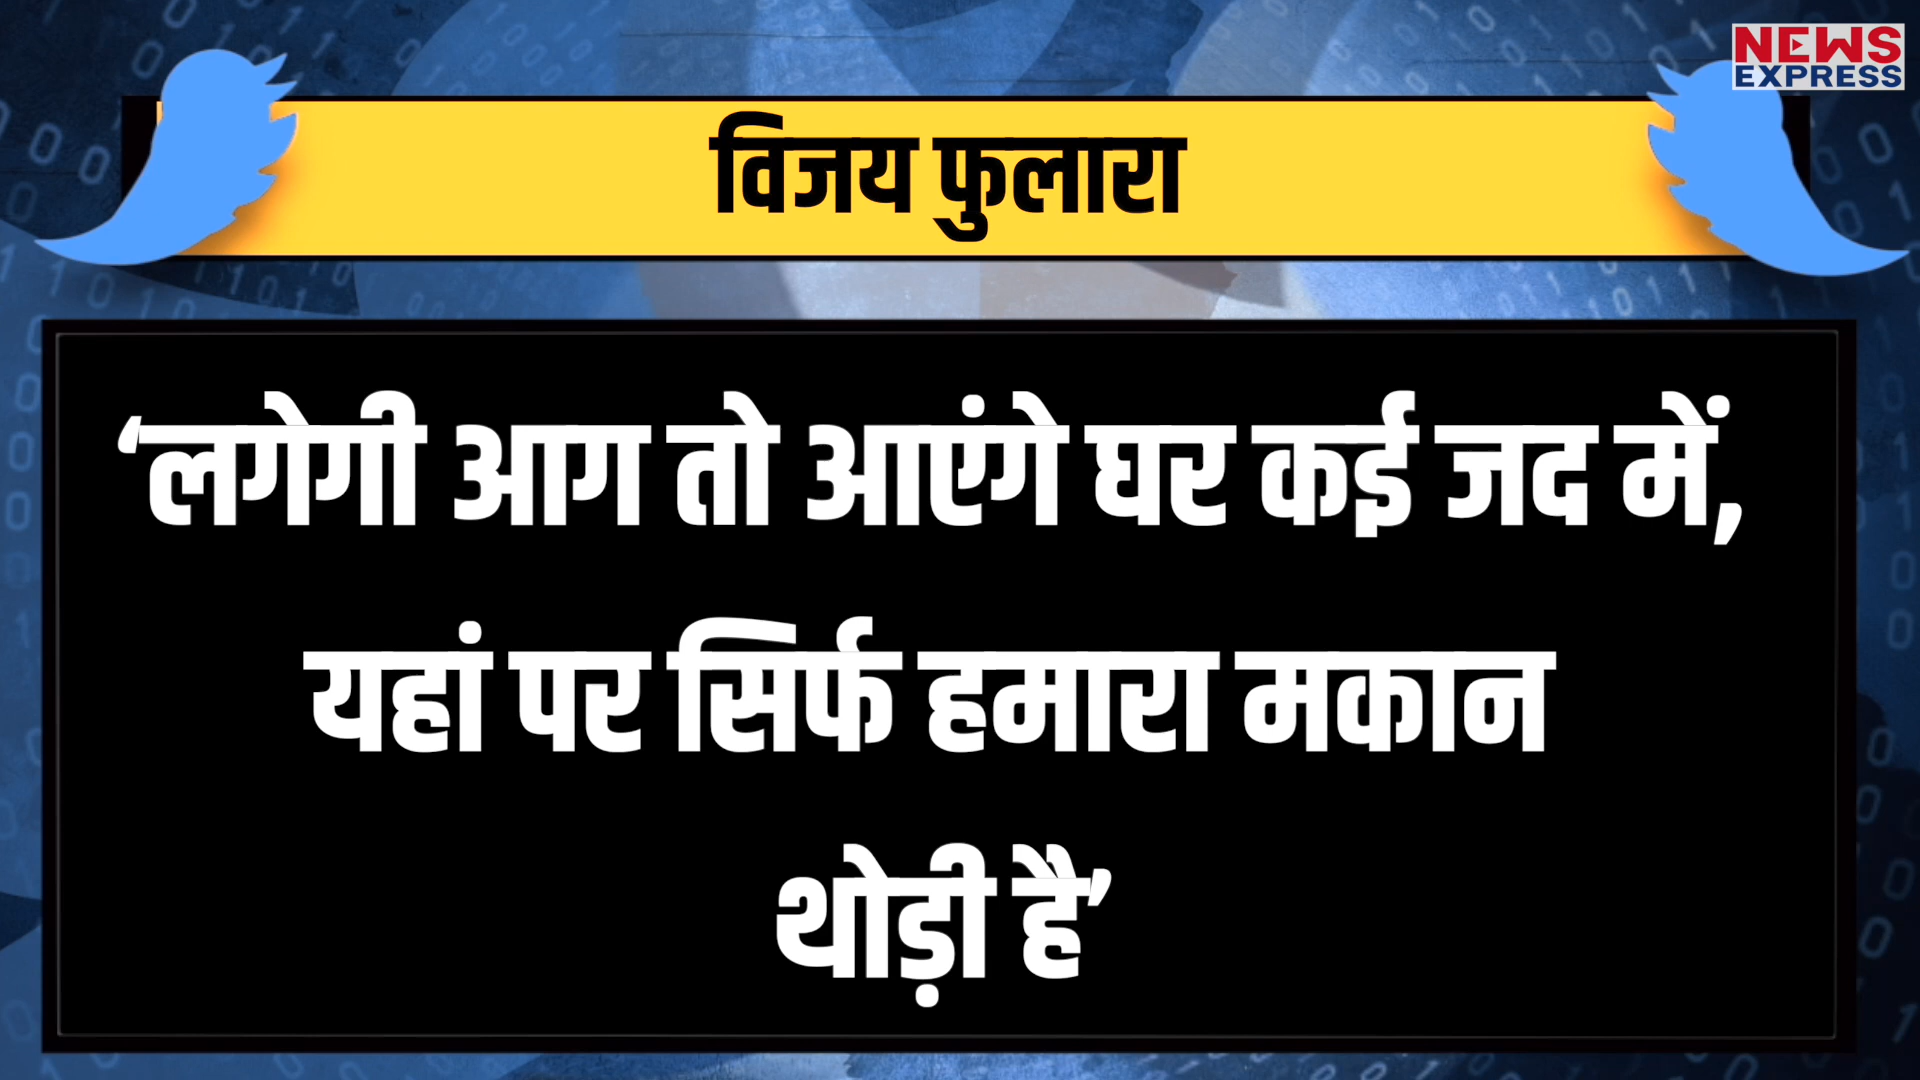 NEWS
EXPRESS
विजय फुलारा
‘लगेगी आग तो आएंगे घर कई जद में,
यहां पर सिर्फ हमारा मकान
थोड़ी है’